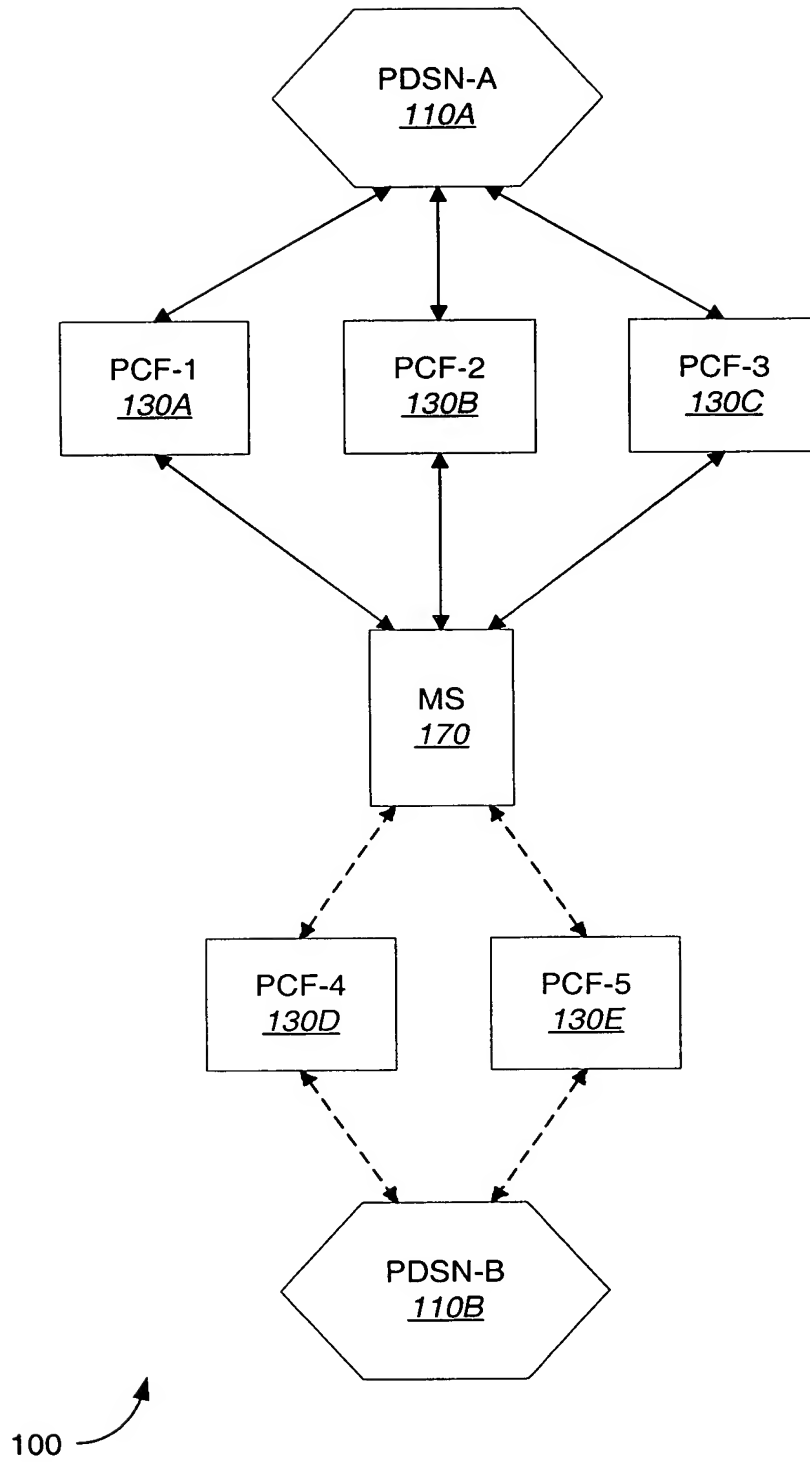 PDSN-A
110A
PCF-1
130A
PCF-2
130B
PCF-3
130C
MS
170
PCF-4
130D
PCF-5
130E
PDSN-B
110B
100